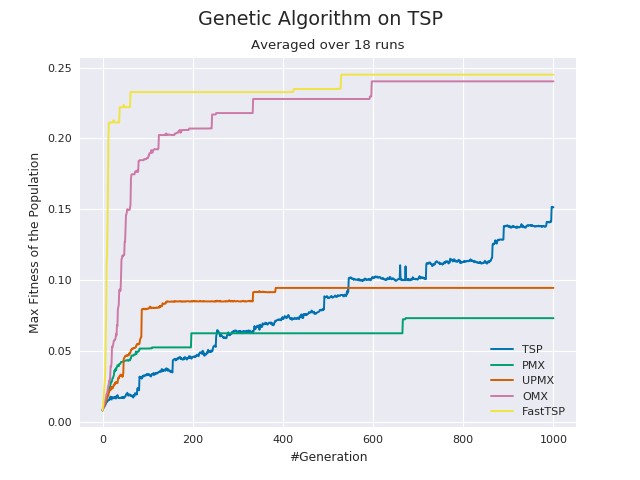 Genetic Algorithm on TSP
Averaged over 18 runs
Max Fitness of the Population
0.25
0.20
0.15
0.10
0.05
0.00
0
200
400
600
800
1000
#Generation
TSP
PMX
UPMX
OMX
FastTSP